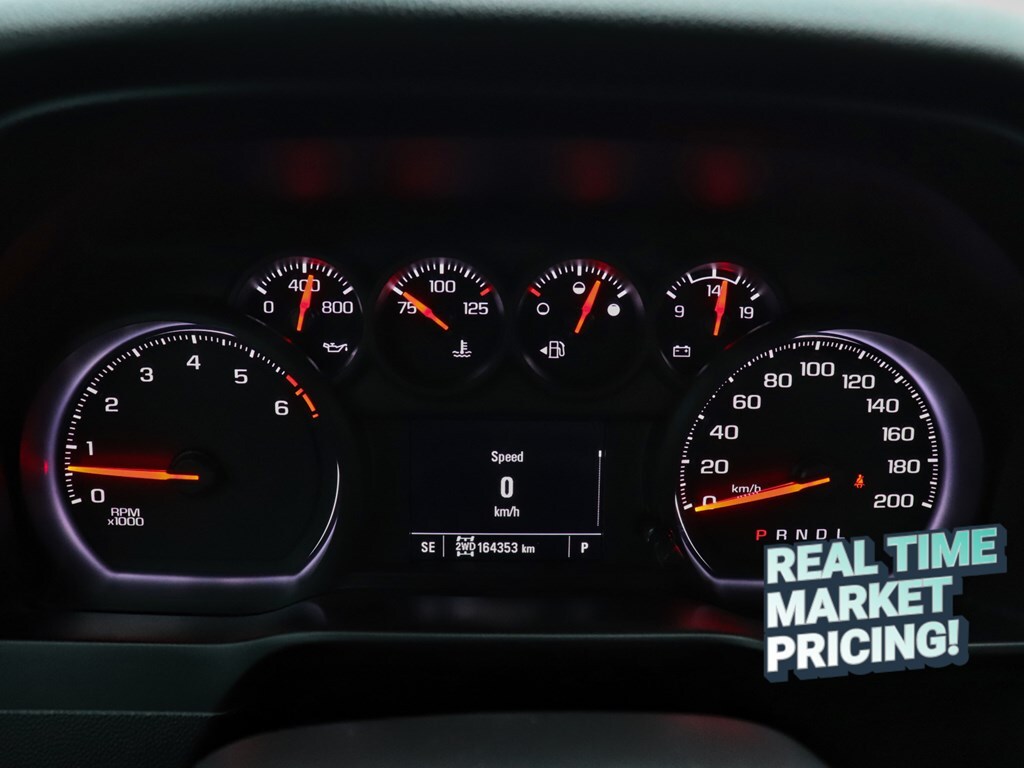 0 400 800
75 100 125
9 14 19
0 1 2 3 4 5 6
RPM
x1000
Speed
0
km/h
SE 2WD 164353 km P
0 20 40 60 80 100 120 140 160 180 200
km/h
P R N D L
REAL TIME
MARKET
PRICING!